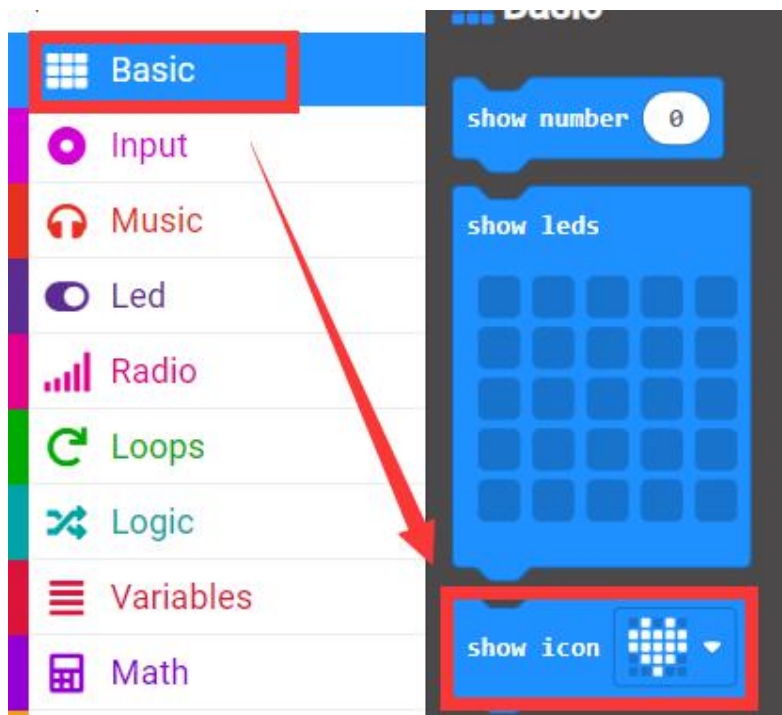 Basic
Input
Music
Led
Radio
Loops
Logic
Variables
Math
Basic
show number 0
show leds
show icon